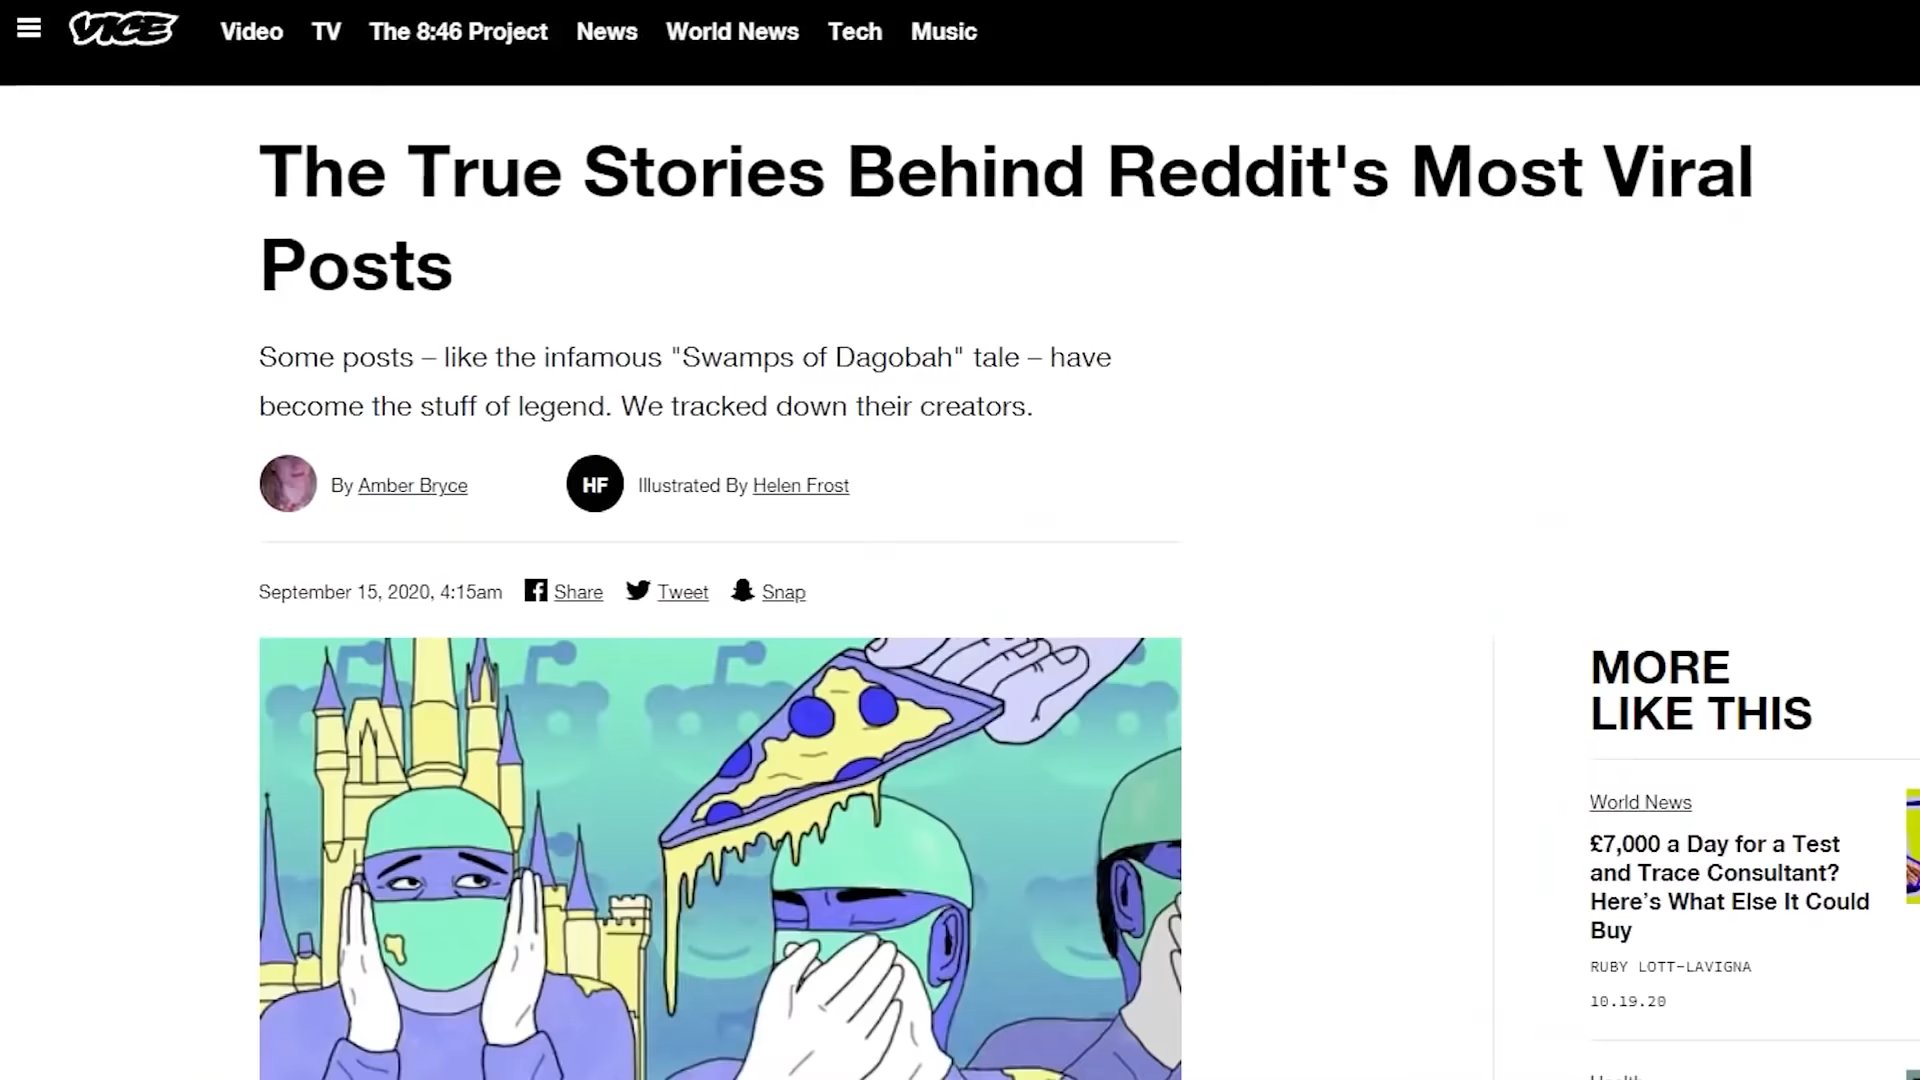 VICE
Video TV The 8:46 Project News World News Tech Music
The True Stories Behind Reddit's Most Viral
Posts
Some posts – like the infamous "Swamps of Dagobah" tale – have
become the stuff of legend. We tracked down their creators.
By Amber Bryce
HF Illustrated By Helen Frost
September 15, 2020, 4:15am Share Tweet Snap
MORE
LIKE THIS
World News
£7,000 a Day for a Test
and Trace Consultant?
Here’s What Else It Could
Buy
RUBY LOTT-LAVIGNA
10.19.20